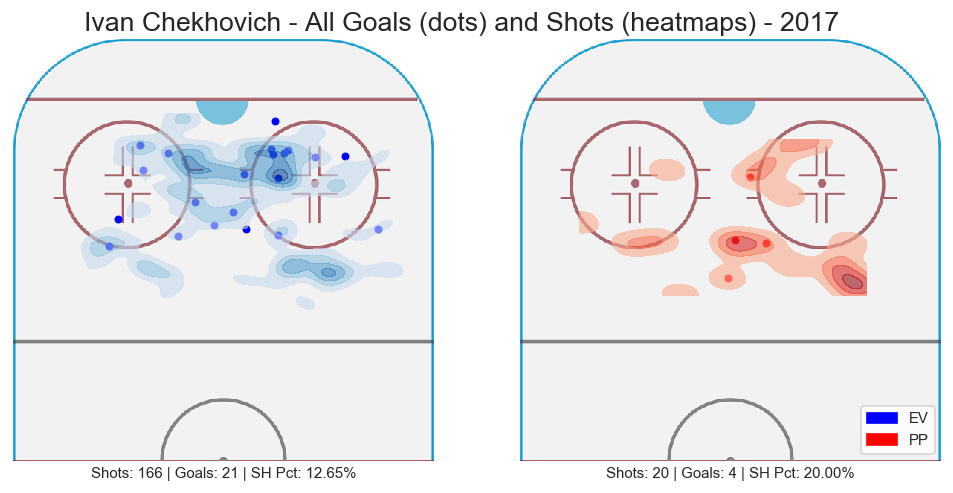 Ivan Chekhovich - All Goals (dots) and Shots (heatmaps) - 2017
EV
PP
Shots: 166 | Goals: 21 | SH Pct: 12.65%
Shots: 20 | Goals: 4 | SH Pct: 20.00%